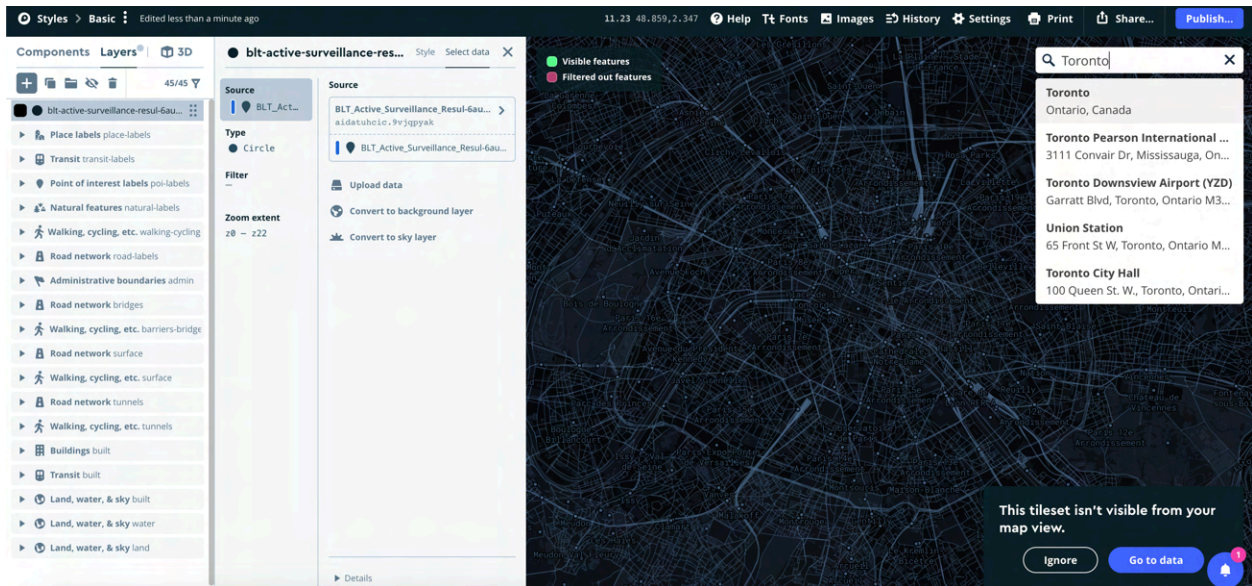 Styles > Basic Edited less than a minute ago
11.23 48.859,2.347 Help Tt Fonts Images History Settings Print Share... Publish...
Components Layers 3D
45/45
blt-active-surveillance-resul-6au...
Place labels place-labels
Transit transit-labels
Point of interest labels poi-labels
Natural features natural-labels
Walking, cycling, etc. walking-cycling
Road network road-labels
Administrative boundaries admin
Road network bridges
Walking, cycling, etc. barriers-bridge
Road network surface
Walking, cycling, etc. surface
Road network tunnels
Walking, cycling, etc. tunnels
Buildings built
Transit built
Land, water, & sky built
Land, water, & sky water
Land, water, & sky land
blt-active-surveillance-res... Style Select data
Source
BLT_Act...
Type
Circle
Filter
—
Zoom extent
z0 — z22
Source
BLT_Active_Surveillance_Resul-6au...
aidatuhcic.9vjqpyak
BLT_Active_Surveillance_Resul-6au...
Upload data
Convert to background layer
Convert to sky layer
Details
Visible features
Filtered out features
Toronto
Toronto
Ontario, Canada
Toronto Pearson International ...
3111 Convair Dr, Mississauga, On...
Toronto Downsview Airport (YZD)
Garratt Blvd, Toronto, Ontario M3...
Union Station
65 Front St W, Toronto, Ontario M...
Toronto City Hall
100 Queen St. W., Toronto, Ontari...
Château de
Vincennes
Arrondissement
Maison-Blanche
This tileset isn't visible from your
map view.
Ignore Go to data
1